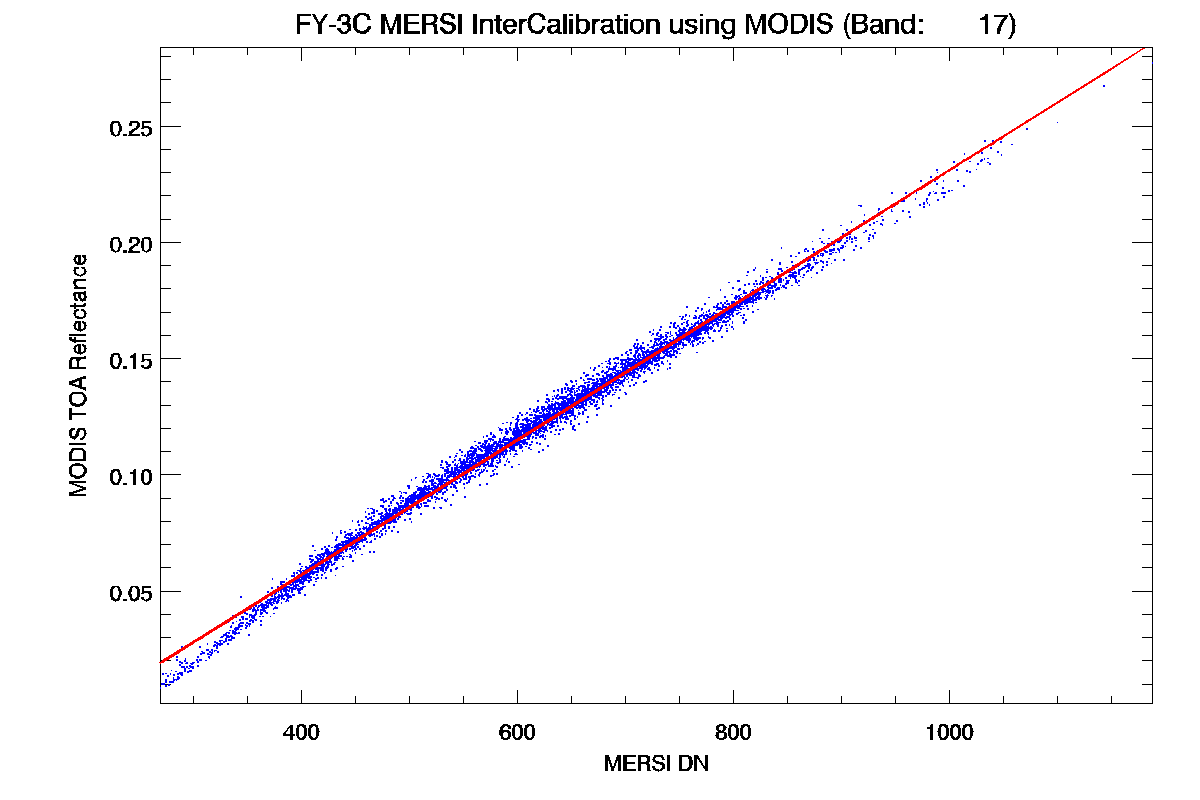 FY-3C MERSI InterCalibration using MODIS (Band: 17)
0.25
0.20
0.15
0.10
0.05
MODIS TOA Reflectance
400 600 800 1000
MERSI DN